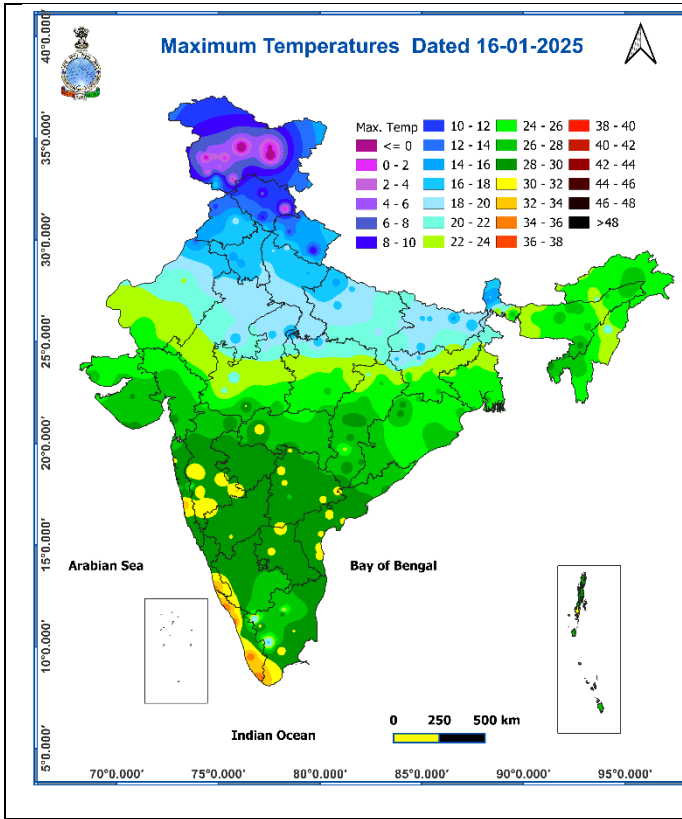 Maximum Temperatures Dated 16-01-2025
Max. Temp
<= 0
0 - 2
2 - 4
4 - 6
6 - 8
8 - 10
10 - 12
12 - 14
14 - 16
16 - 18
18 - 20
20 - 22
22 - 24
24 - 26
26 - 28
28 - 30
30 - 32
32 - 34
34 - 36
36 - 38
38 - 40
40 - 42
42 - 44
44 - 46
46 - 48
>48
40°0.000'
35°0.000'
30°0.000'
25°0.000'
20°0.000'
15°0.000'
10°0.000'
5°0.000'
Arabian Sea
Bay of Bengal
Indian Ocean
0 250 500 km
70°0.000' 75°0.000' 80°0.000' 85°0.000' 90°0.000' 95°0.000'